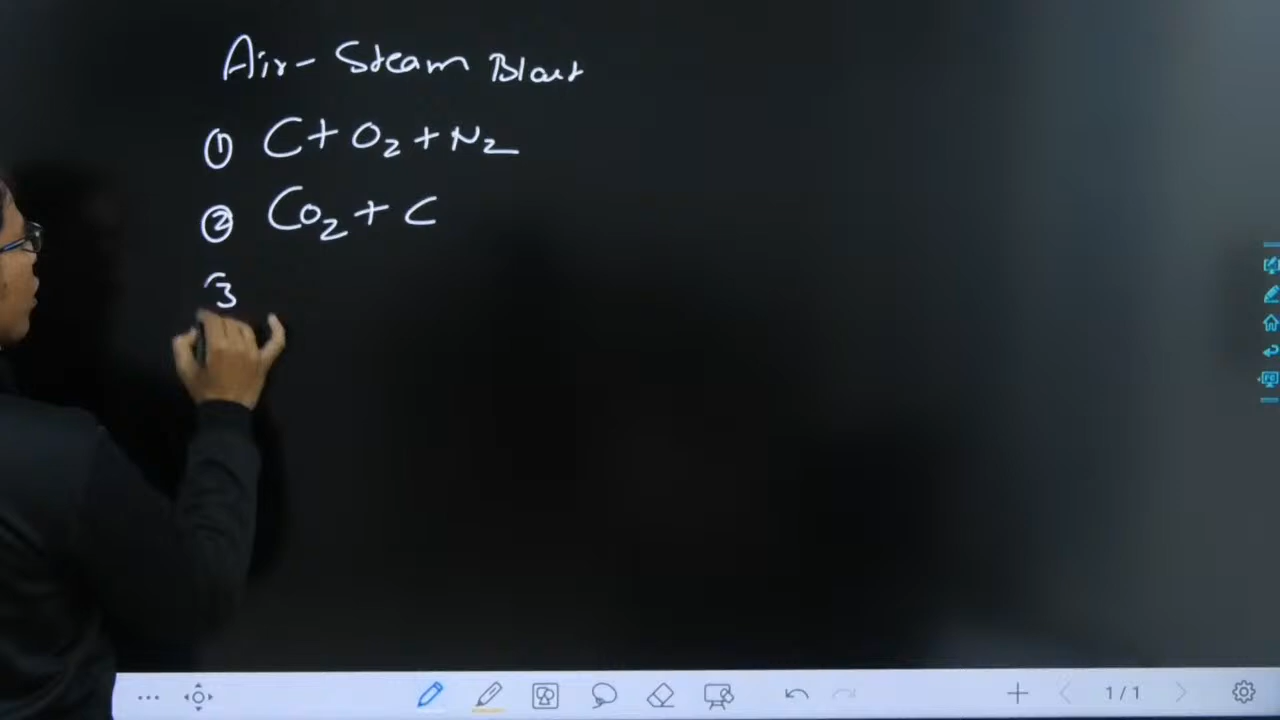 Air-Steam Blast
① C + O₂ + N₂
② CO₂ + C
3
1/1